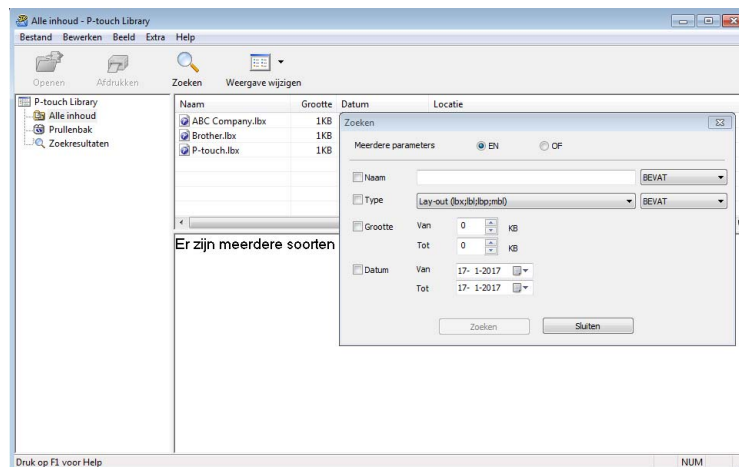 Alle inhoud - P-touch Library
Bestand Bewerken Beeld Extra Help
Openen Afdrukken Zoeken Weergave wijzigen
P-touch Library
Alle inhoud
Prullenbak
Zoekresultaten
Naam Grootte Datum Locatie
ABC Company.lbx 1KB
Brother.lbx 1KB
P-touch.lbx 1KB
Er zijn meerdere soorten
Zoeken
Meerdere parameters EN OF
Naam BEVAT
Type Lay-out (lbx;lbl;lbp;mbl) BEVAT
Grootte Van 0 KB
Tot 0 KB
Datum Van 17- 1-2017
Tot 17- 1-2017
Zoeken Sluiten
Druk op F1 voor Help NUM